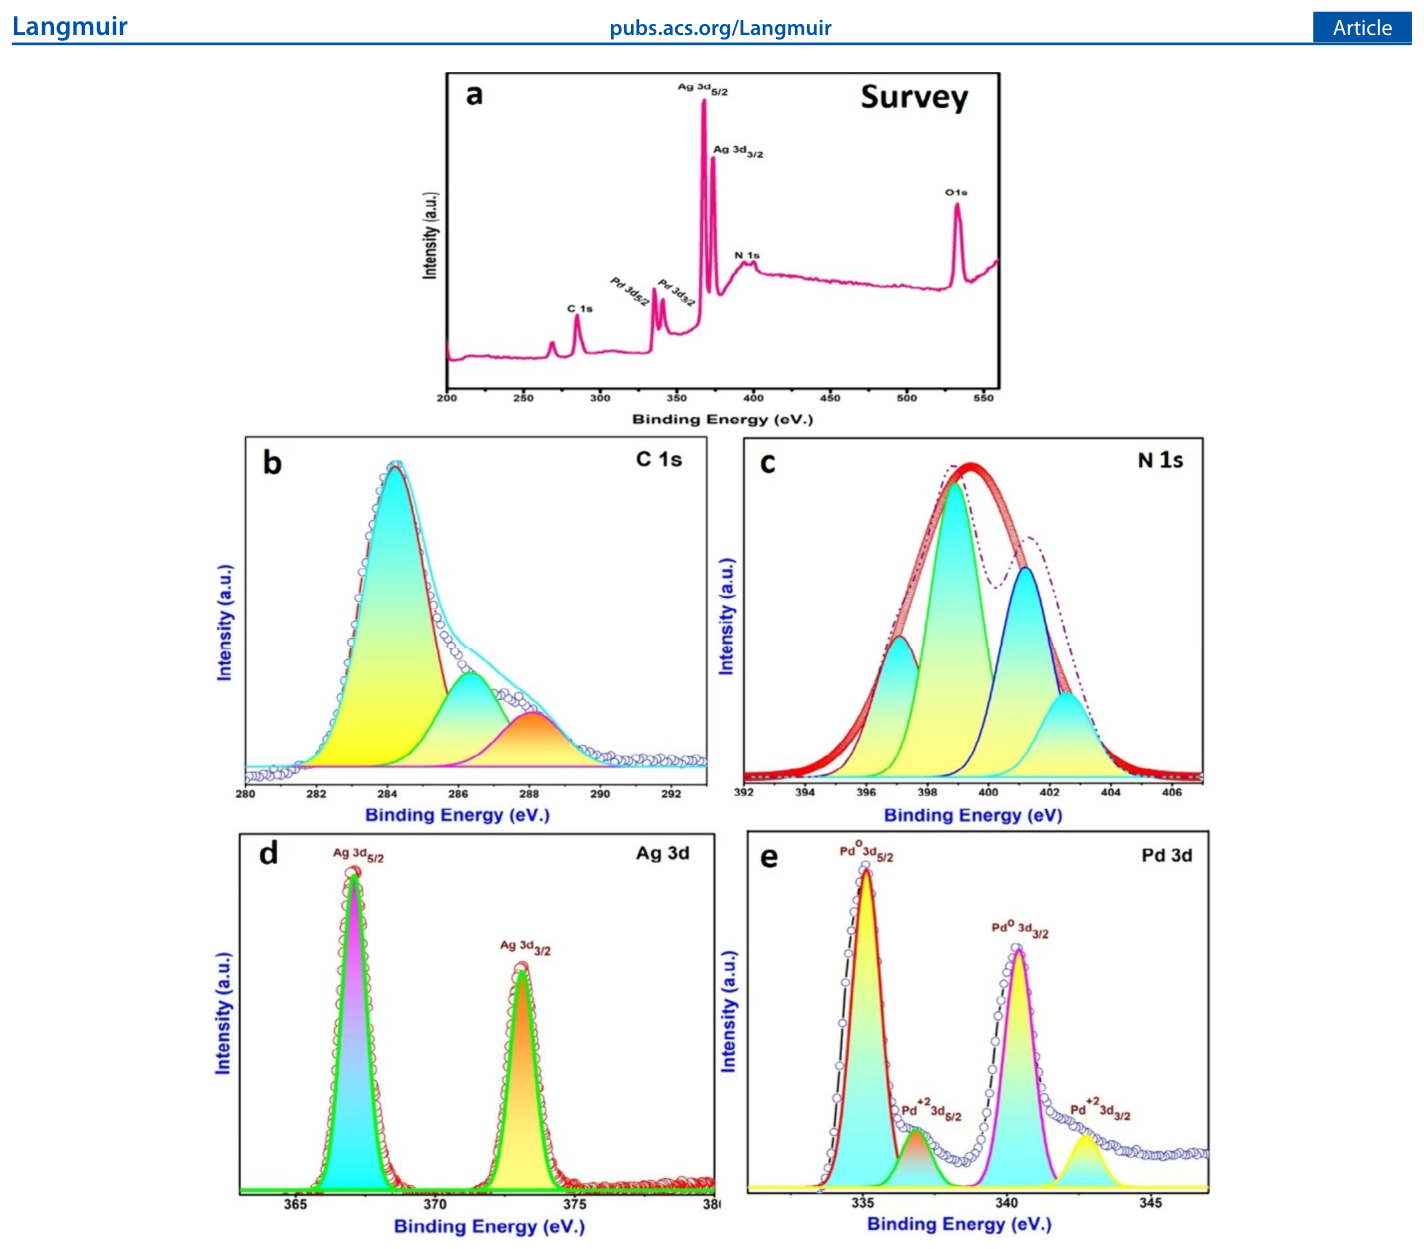 Langmuir
pubs.acs.org/Langmuir
Article
a
Survey
Ag 3d5/2
Ag 3d3/2
O1s
N 1s
Pd 3d5/2
Pd 3d3/2
C 1s
Intensity (a.u.)
200 250 300 350 400 450 500 550
Binding Energy (eV.)
b
C 1s
Intensity (a.u.)
280 282 284 286 288 290 292
Binding Energy (eV.)
c
N 1s
Intensity (a.u.)
392 394 396 398 400 402 404 406
Binding Energy (eV)
d
Ag 3d
Ag 3d5/2
Ag 3d3/2
Intensity (a.u.)
365 370 375 38
Binding Energy (eV.)
e
Pd 3d
Pd0 3d5/2
Pd0 3d3/2
Pd+2 3d5/2
Pd+2 3d3/2
Intensity (a.u.)
335 340 345
Binding Energy (eV.)